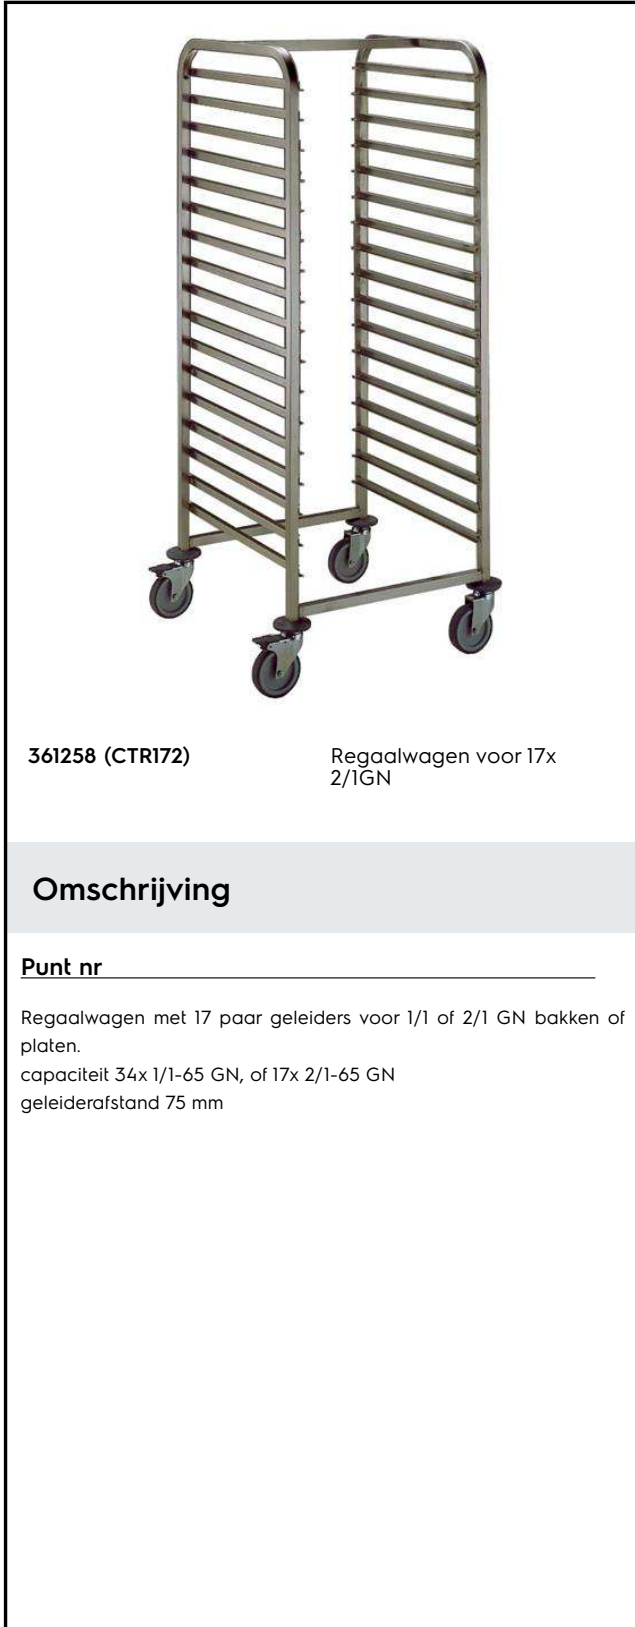 361258 (CTR172)
Regaalwagen voor 17x
2/1GN
Omschrijving
Punt nr
Regaalwagen met 17 paar geleiders voor 1/1 of 2/1 GN bakken of
platen.
capaciteit 34x 1/1-65 GN, of 17x 2/1-65 GN
geleiderafstand 75 mm